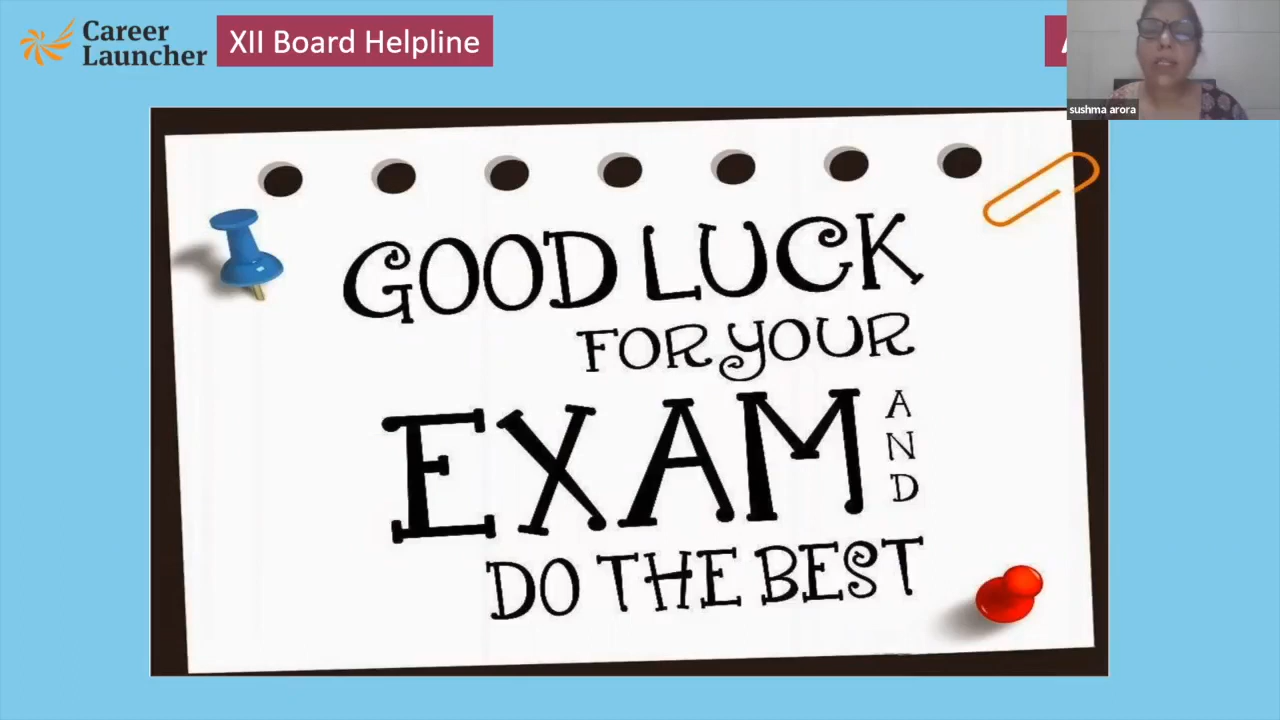 Career
Launcher
XII Board Helpline
sushma arora
GOOD LUCK
FOR YOUR
EXAM
AND
DO THE BEST